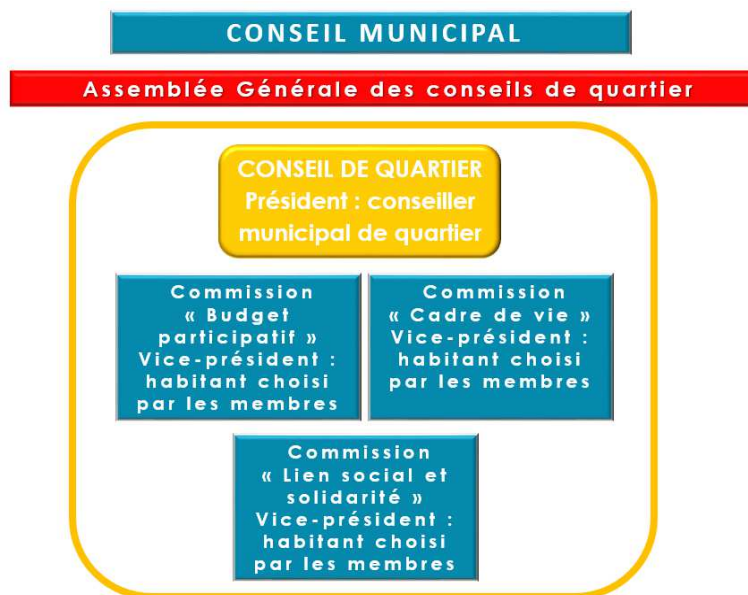 CONSEIL MUNICIPAL
Assemblée Générale des conseils de quartier
CONSEIL DE QUARTIER
Président : conseiller
municipal de quartier
Commission
« Budget
participatif »
Vice-président :
habitant choisi
par les membres
Commission
« Cadre de vie »
Vice-président :
habitant choisi
par les membres
Commission
« Lien social et
solidarité »
Vice-président :
habitant choisi
par les membres